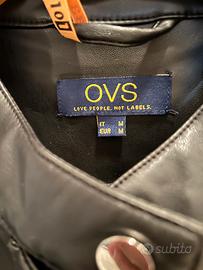 OVS
LOVE PEOPLE. NOT LABELS.
IT M
EUR M
subito